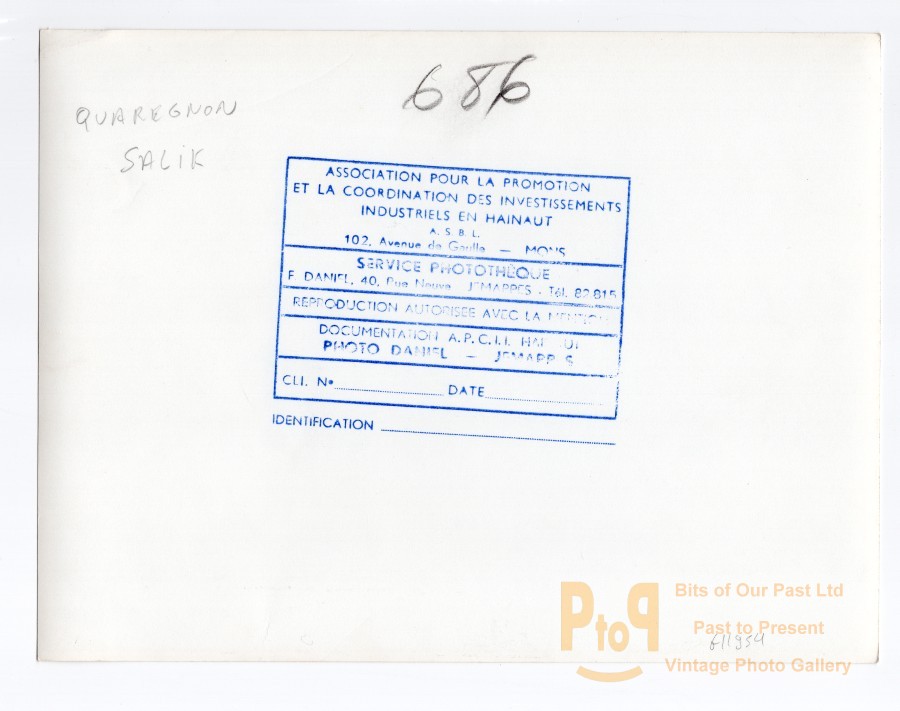 686
QUAREGNON
SALIK
ASSOCIATION POUR LA PROMOTION
ET LA COORDINATION DES INVESTISSEMENTS
INDUSTRIELS EN HAINAUT
A. S. B. L.
102, Avenue de Gaulle — MONS
SERVICE PHOTOTHÈQUE
F. DANIEL, 40, Rue Neuve JEMAPPES - Tél. 82.815
REPRODUCTION AUTORISEE AVEC LA MENTION
DOCUMENTATION A.P.C.I.I. HAINAUT
PHOTO DANIEL — JEMAPPES
CLI. N° DATE
IDENTIFICATION
PtoP
Bits of Our Past Ltd
Past to Present
Vintage Photo Gallery